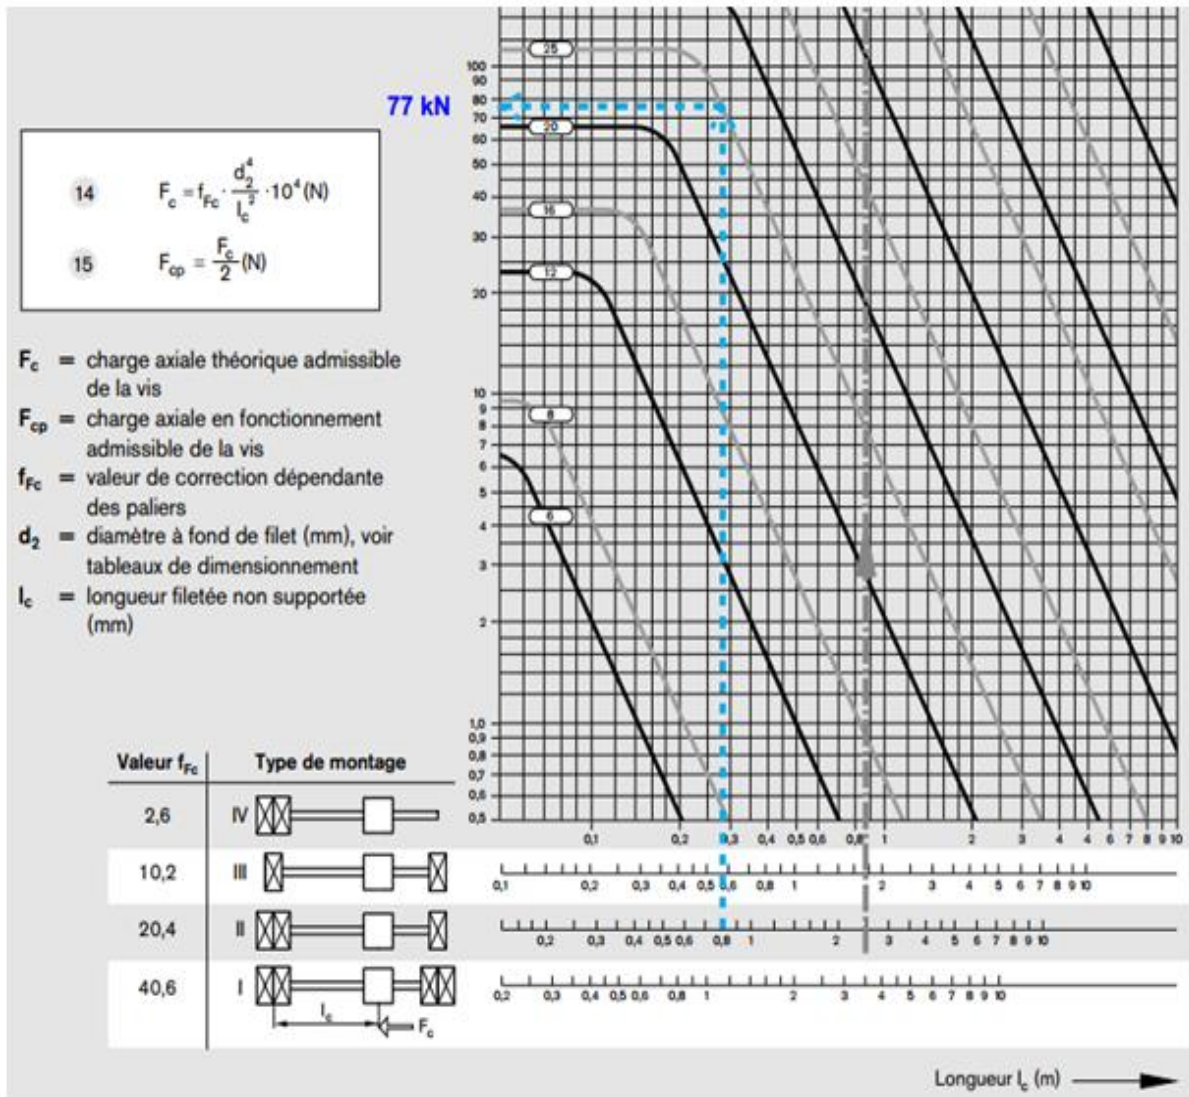 77 kN
14 F_c = f_Fc · d_2^4 / l_c^2 · 10^4 (N)
15 F_cp = F_c / 2 (N)
F_c = charge axiale théorique admissible
de la vis
F_cp = charge axiale en fonctionnement
admissible de la vis
f_Fc = valeur de correction dépendante
des paliers
d_2 = diamètre à fond de filet (mm), voir
tableaux de dimensionnement
l_c = longueur filetée non supportée
(mm)
25
20
16
12
8
6
100
90
80
70
60
50
40
30
20
10
9
8
7
6
5
4
3
2
1,0
0,9
0,8
0,7
0,6
0,5
0,1 0,2 0,3 0,4 0,5 0,6 0,8 1 2 3 4 5 6 7 8 9 10
Valeur f_Fc Type de montage
2,6 IV
10,2 III 0,1 0,2 0,3 0,4 0,5 0,6 0,8 1 2 3 4 5 6 7 8 9 10
20,4 II 0,2 0,3 0,4 0,5 0,6 0,8 1 2 3 4 5 6 7 8 9 10
40,6 I 0,2 0,3 0,4 0,5 0,6 0,8 1 2 3 4 5 6 7 8 9 10
l_c F_c
Longueur l_c (m)